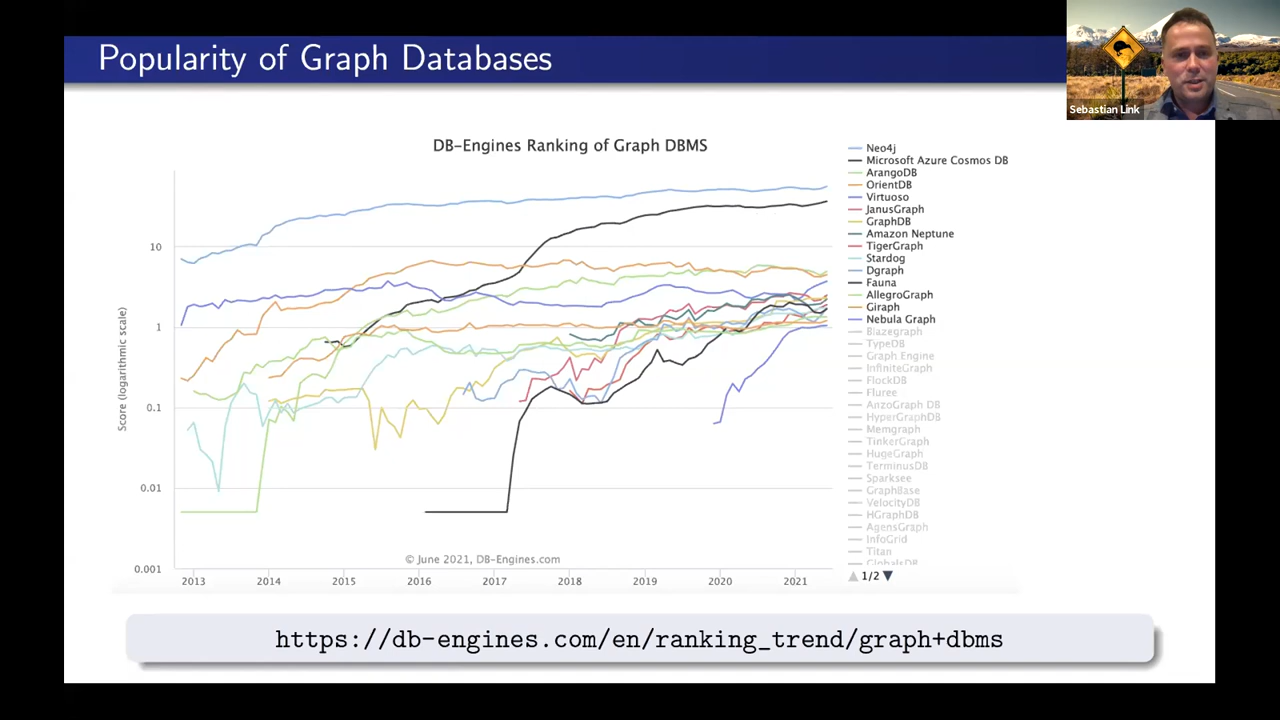 Popularity of Graph Databases
Sebastian Link
DB-Engines Ranking of Graph DBMS
Neo4j
Microsoft Azure Cosmos DB
ArangoDB
OrientDB
Virtuoso
JanusGraph
GraphDB
Amazon Neptune
TigerGraph
Stardog
Dgraph
Fauna
AllegroGraph
Giraph
Nebula Graph
Blazegraph
TypeDB
Graph Engine
InfiniteGraph
FlockDB
Fluree
AnzoGraph DB
HyperGraphDB
Memgraph
TinkerGraph
HugeGraph
TerminusDB
Sparksee
GraphBase
VelocityDB
HGraphDB
AgensGraph
InfoGrid
Titan
GlobalsDB
1/2
Score (logarithmic scale)
10
1
0.1
0.01
0.001
© June 2021, DB-Engines.com
2013 2014 2015 2016 2017 2018 2019 2020 2021
https://db-engines.com/en/ranking_trend/graph+dbms